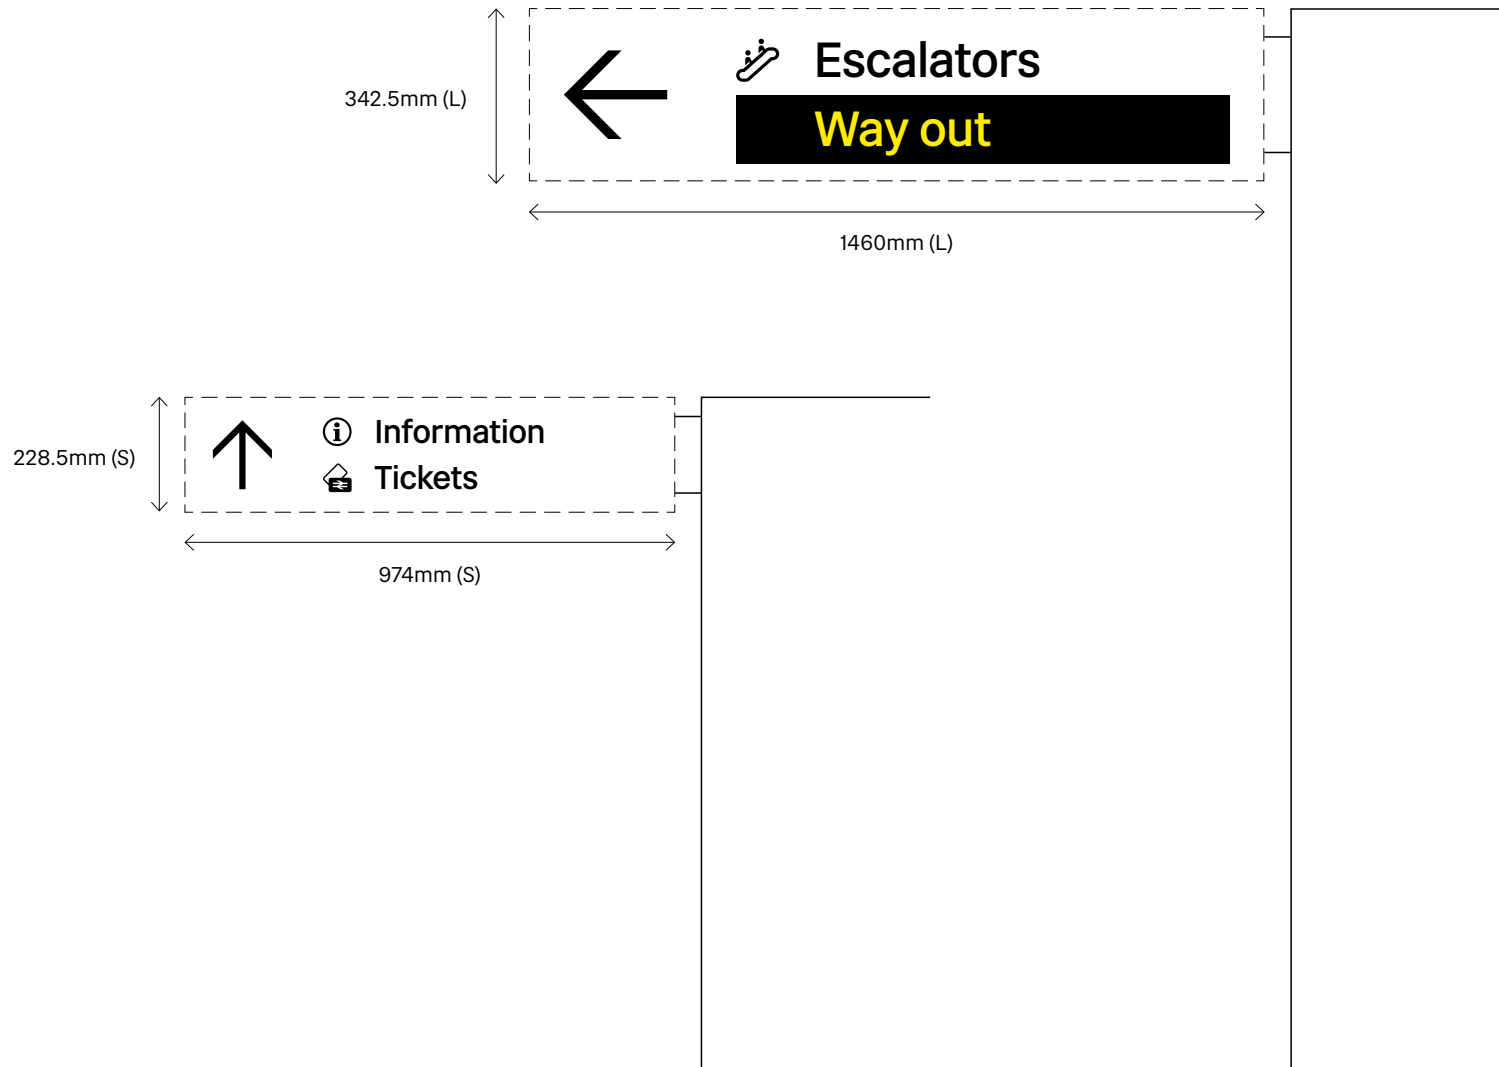 342.5mm (L)
Escalators
Way out
1460mm (L)
228.5mm (S)
Information
Tickets
974mm (S)